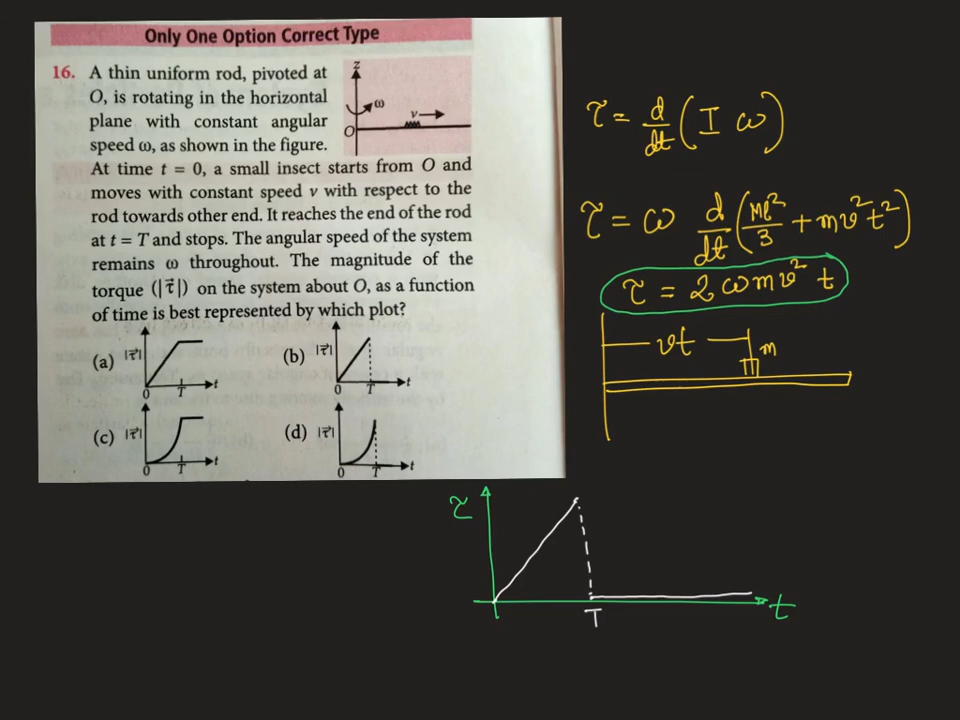 Only One Option Correct Type
16. A thin uniform rod, pivoted at
O, is rotating in the horizontal
plane with constant angular
speed ω, as shown in the figure.
z
ω
v
O
At time t = 0, a small insect starts from O and
moves with constant speed v with respect to the
rod towards other end. It reaches the end of the rod
at t = T and stops. The angular speed of the system
remains ω throughout. The magnitude of the
torque (|τ⃗|) on the system about O, as a function
of time is best represented by which plot?
(a) |τ⃗| 0 T t
(b) |τ⃗| 0 T t
(c) |τ⃗| 0 T t
(d) |τ⃗| 0 T t
τ = d/dt (I ω)
τ = ω d/dt (Ml²/3 + mv²t²)
τ = 2ωmv² t
vt m
τ
T t